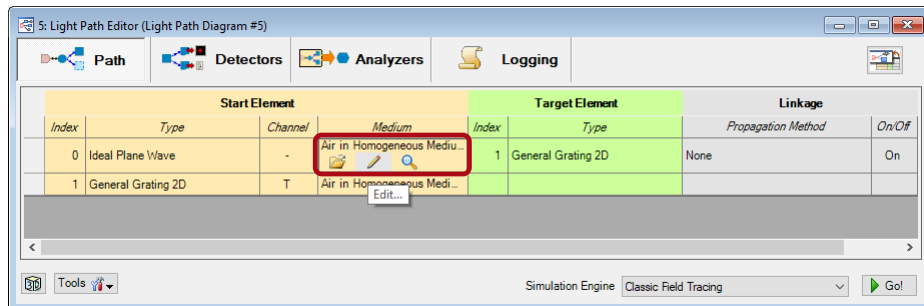 5: Light Path Editor (Light Path Diagram #5)
Path Detectors Analyzers Logging
Start Element Target Element Linkage
Index Type Channel Medium Index Type Propagation Method On/Off
0 Ideal Plane Wave - Air in Homogeneous Mediu... 1 General Grating 2D None On
1 General Grating 2D T Air in Homogeneous Medi...
Edit...
3D Tools Simulation Engine Classic Field Tracing Go!